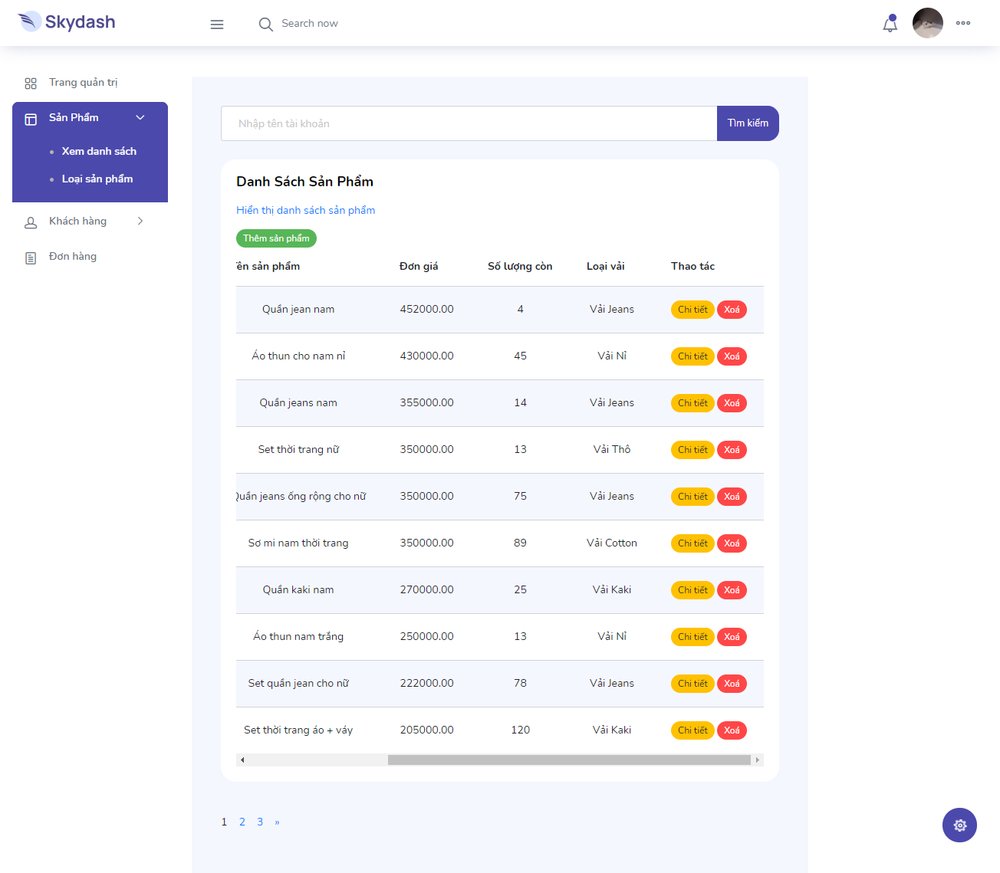 Skydash
Search now
Trang quản trị
Sản Phẩm
Xem danh sách
Loại sản phẩm
Khách hàng
Đơn hàng
Nhập tên tài khoản
Tìm kiếm
Danh Sách Sản Phẩm
Hiển thị danh sách sản phẩm
Thêm sản phẩm
Tên sản phẩm Đơn giá Số lượng còn Loại vải Thao tác
Quần jean nam 452000.00 4 Vải Jeans Chi tiết Xoá
Áo thun cho nam nỉ 430000.00 45 Vải Nỉ Chi tiết Xoá
Quần jeans nam 355000.00 14 Vải Jeans Chi tiết Xoá
Set thời trang nữ 350000.00 13 Vải Thô Chi tiết Xoá
Quần jeans ống rộng cho nữ 350000.00 75 Vải Jeans Chi tiết Xoá
Sơ mi nam thời trang 350000.00 89 Vải Cotton Chi tiết Xoá
Quần kaki nam 270000.00 25 Vải Kaki Chi tiết Xoá
Áo thun nam trắng 250000.00 13 Vải Nỉ Chi tiết Xoá
Set quần jean cho nữ 222000.00 78 Vải Jeans Chi tiết Xoá
Set thời trang áo + váy 205000.00 120 Vải Kaki Chi tiết Xoá
1 2 3 »